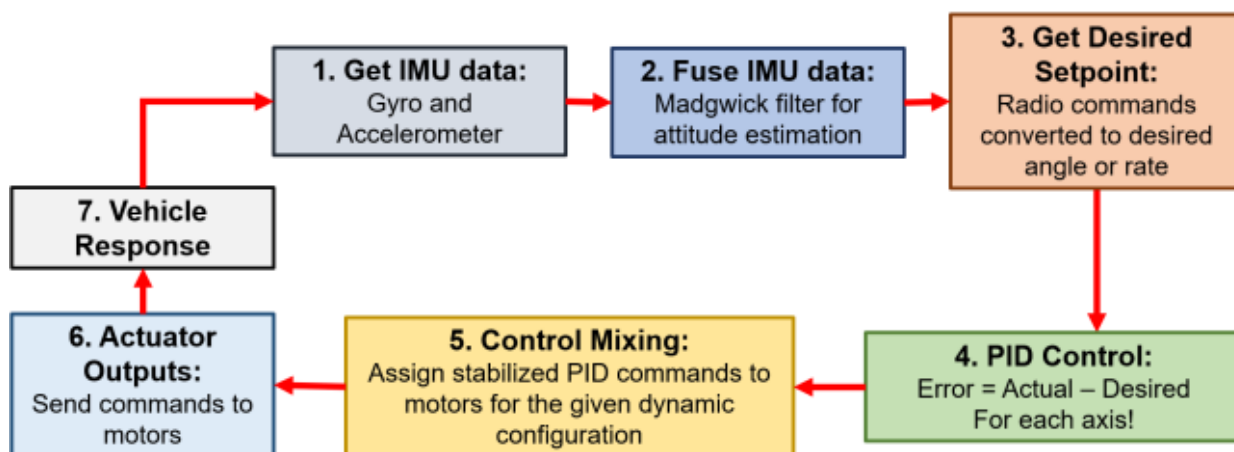 1. Get IMU data:
Gyro and
Accelerometer
2. Fuse IMU data:
Madgwick filter for
attitude estimation
3. Get Desired
Setpoint:
Radio commands
converted to desired
angle or rate
4. PID Control:
Error = Actual – Desired
For each axis!
5. Control Mixing:
Assign stabilized PID commands to
motors for the given dynamic
configuration
6. Actuator
Outputs:
Send commands to
motors
7. Vehicle
Response